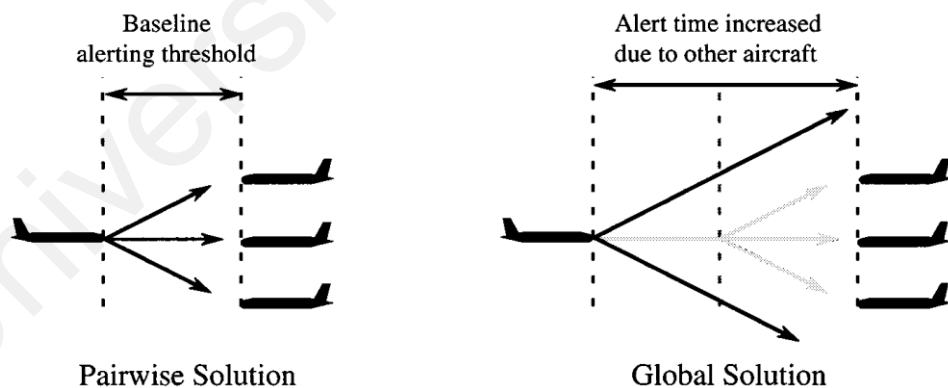 Baseline
alerting threshold
Alert time increased
due to other aircraft
Pairwise Solution
Global Solution